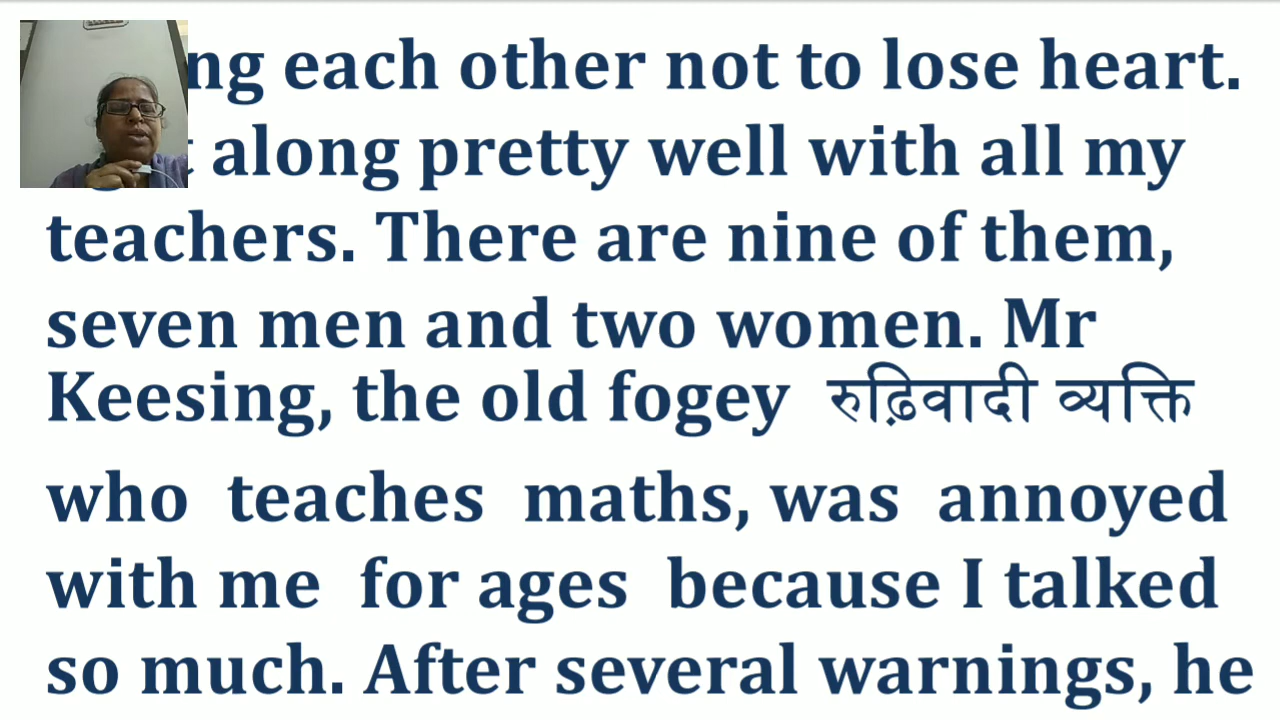 ng each other not to lose heart.
along pretty well with all my
teachers. There are nine of them,
seven men and two women. Mr
Keesing, the old fogey रुढ़िवादी व्यक्ति
who teaches maths, was annoyed
with me for ages because I talked
so much. After several warnings, he